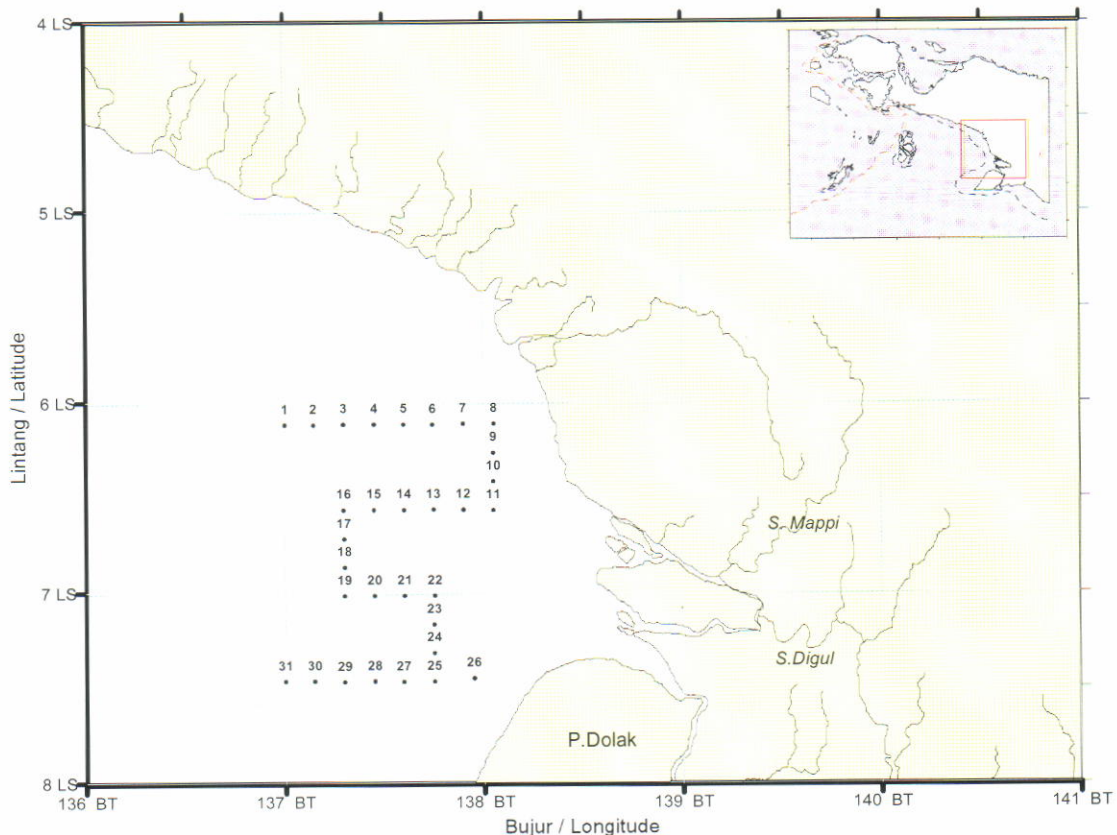 4 LS
5 LS
6 LS
1 2 3 4 5 6 7 8
9
10
16 15 14 13 12 11
17
S. Mappi
18
19 20 21 22
7 LS
23
24
S.Digul
31 30 29 28 27 25 26
P.Dolak
8 LS
136 BT 137 BT 138 BT 139 BT 140 BT 141 BT
Bujur / Longitude
Lintang / Latitude